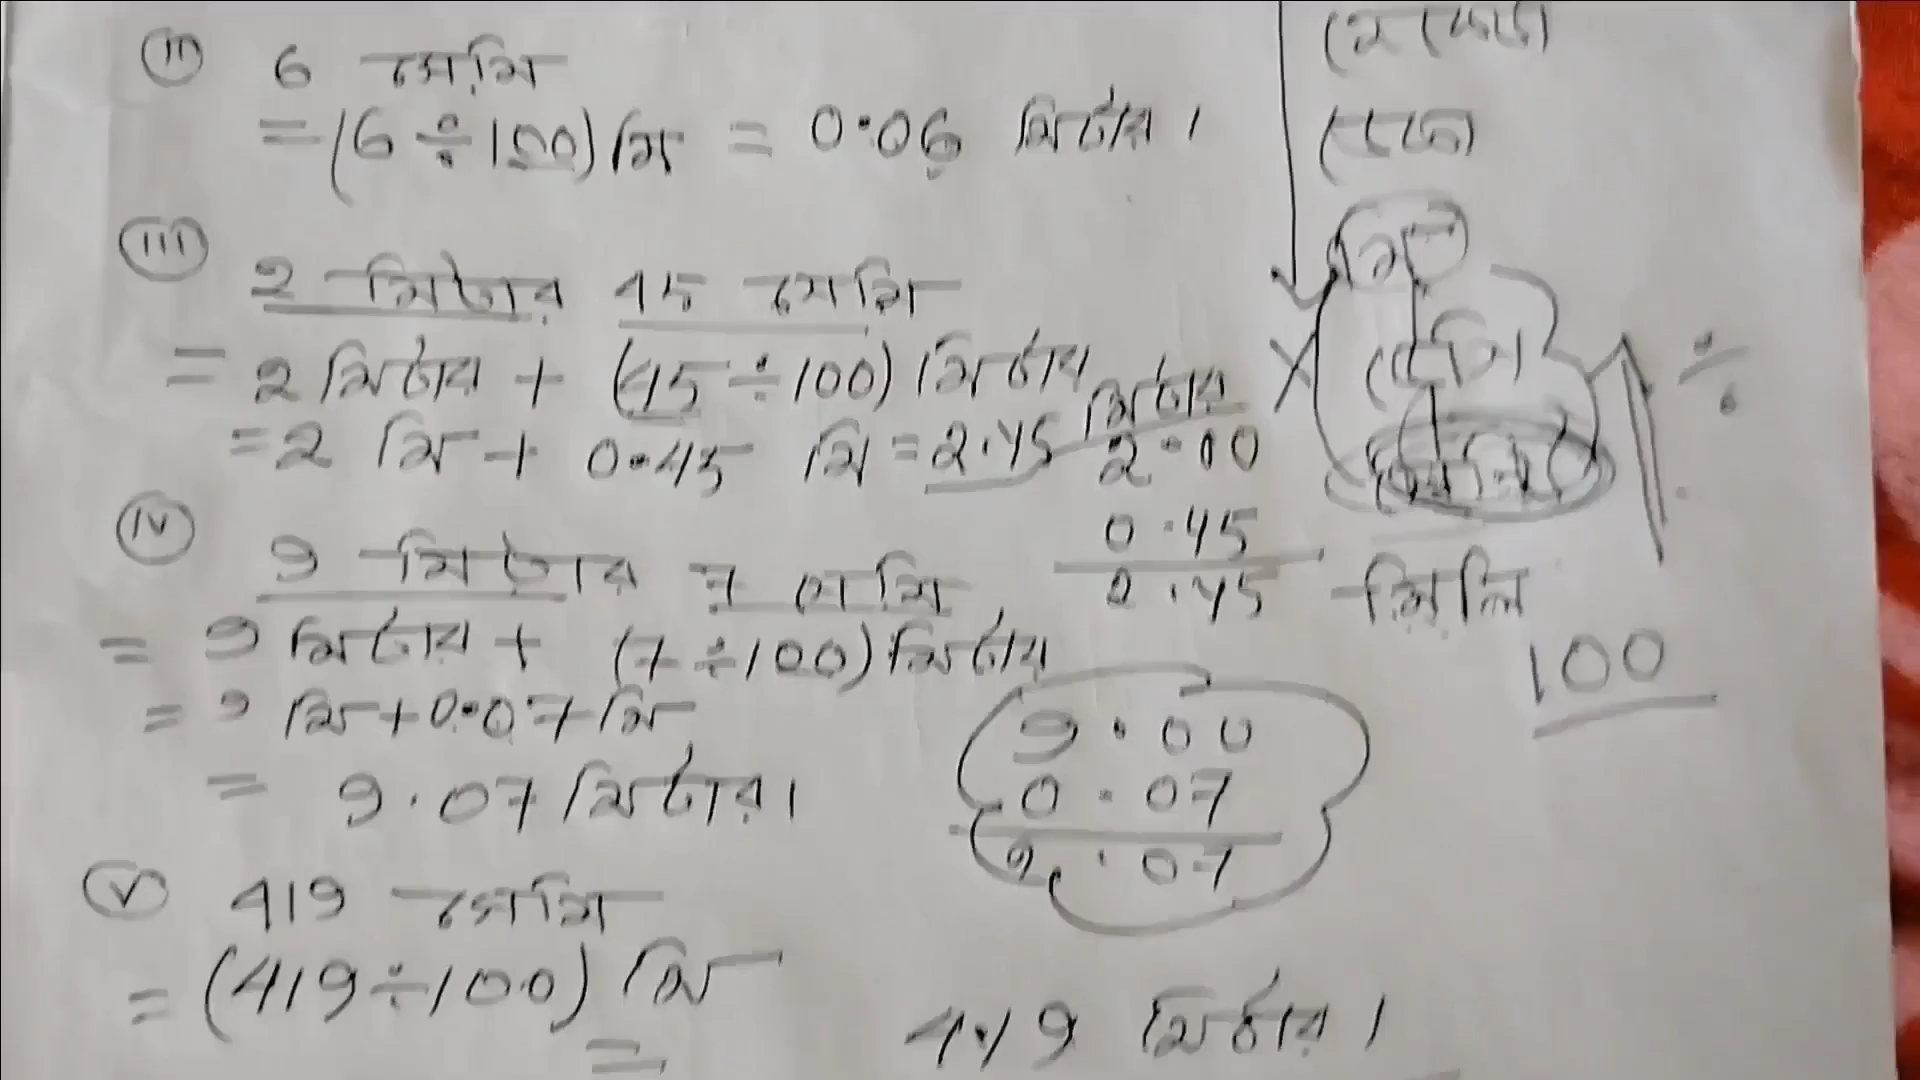 (ii) 6 সেমি
= (6 ÷ 100) মি = 0.06 মিটার।
(iii) 2 মিটার 45 সেমি
= 2 মিটার + (45 ÷ 100) মিটার
= 2 মি + 0.45 মি = 2.45 মিটার
2.00
0.45
2.45
(iv) 9 মিটার 7 সেমি
= 9 মিটার + (7 ÷ 100) মিটার
= 9 মি + 0.07 মি
= 9.07 মিটার।
9.00
0.07
9.07
(v) 419 সেমি
= (419 ÷ 100) মি
= 4.19 মিটার।
মি
× সেমি ÷
মিলি
100